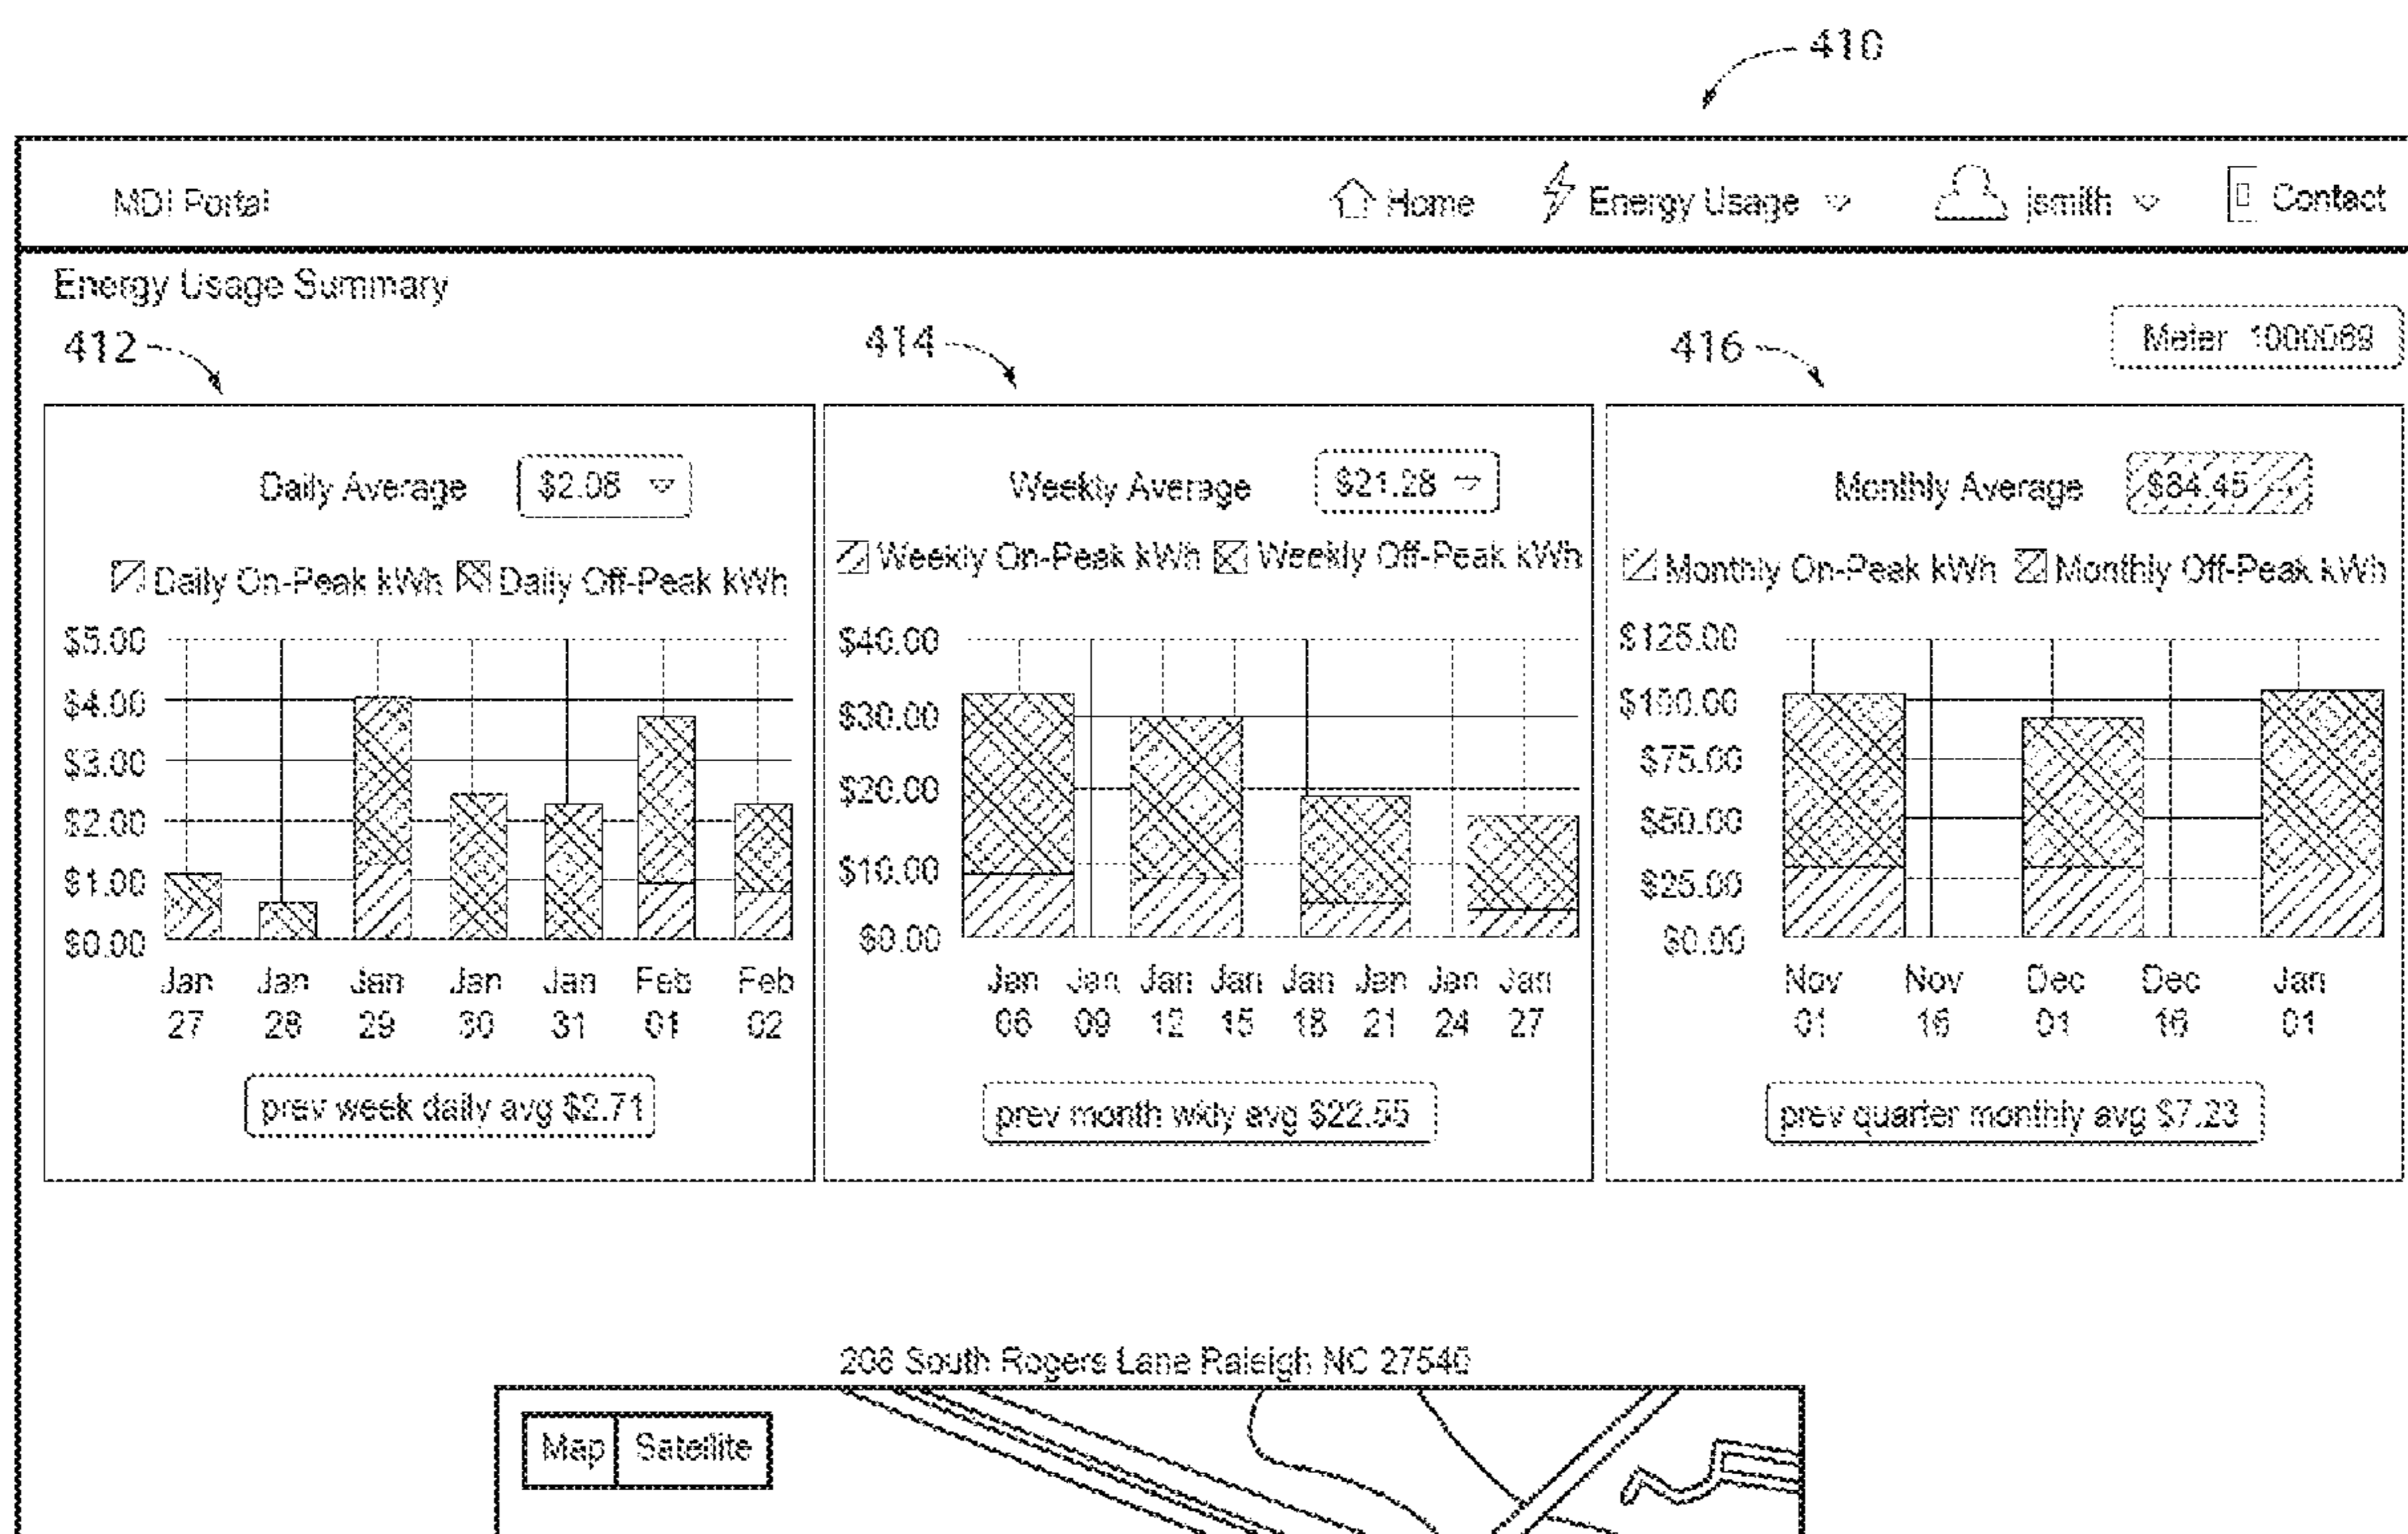 410
MDI Portal Home Energy Usage jsmith Contact
Energy Usage Summary
412 414 416 Meter 1000069
Daily Average $2.06
Daily On-Peak kWh Daily Off-Peak kWh
$5.00
$4.00
$3.00
$2.00
$1.00
$0.00
Jan 27 Jan 28 Jan 29 Jan 30 Jan 31 Feb 01 Feb 02
prev week daily avg $2.71
Weekly Average $21.28
Weekly On-Peak kWh Weekly Off-Peak kWh
$40.00
$30.00
$20.00
$10.00
$0.00
Jan 06 Jan 09 Jan 12 Jan 15 Jan 18 Jan 21 Jan 24 Jan 27
prev month wkly avg $22.55
Monthly Average $84.45
Monthly On-Peak kWh Monthly Off-Peak kWh
$125.00
$100.00
$75.00
$50.00
$25.00
$0.00
Nov 01 Nov 16 Dec 01 Dec 16 Jan 01
prev quarter monthly avg $7.23
208 South Rogers Lane Raleigh NC 27540
Map Satellite